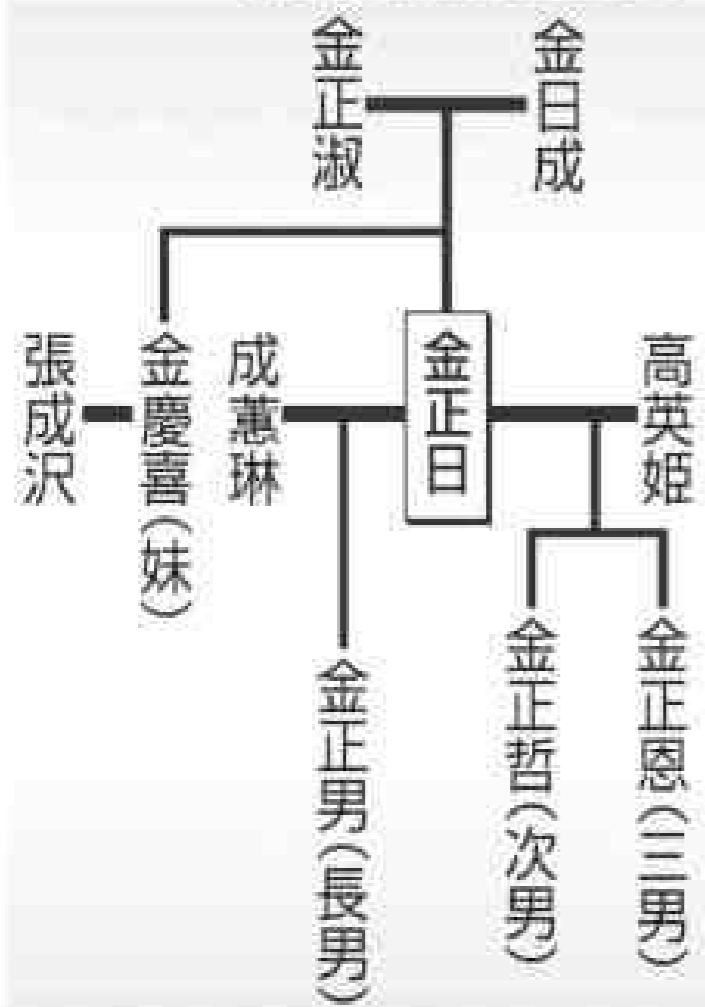 金日成
金正淑
高英姫
金正日
成蕙琳
金慶喜(妹)
張成沢
金正恩(三男)
金正哲(次男)
金正男(長男)